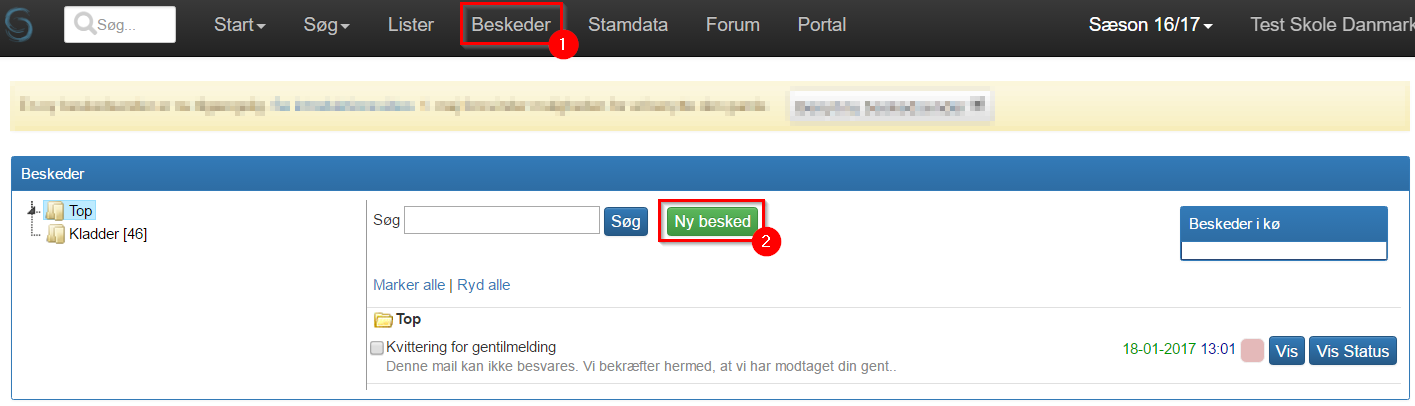 Søg... Start Søg Lister Beskeder Stamdata Forum Portal Sæson 16/17 Test Skole Danmark
1
Beskeder
Top
Kladder [46]
Søg Søg Ny besked
2
Beskeder i kø
Marker alle | Ryd alle
Top
Kvittering for gentilmelding
18-01-2017 13:01 Vis Vis Status
Denne mail kan ikke besvares. Vi bekræfter hermed, at vi har modtaget din gent..